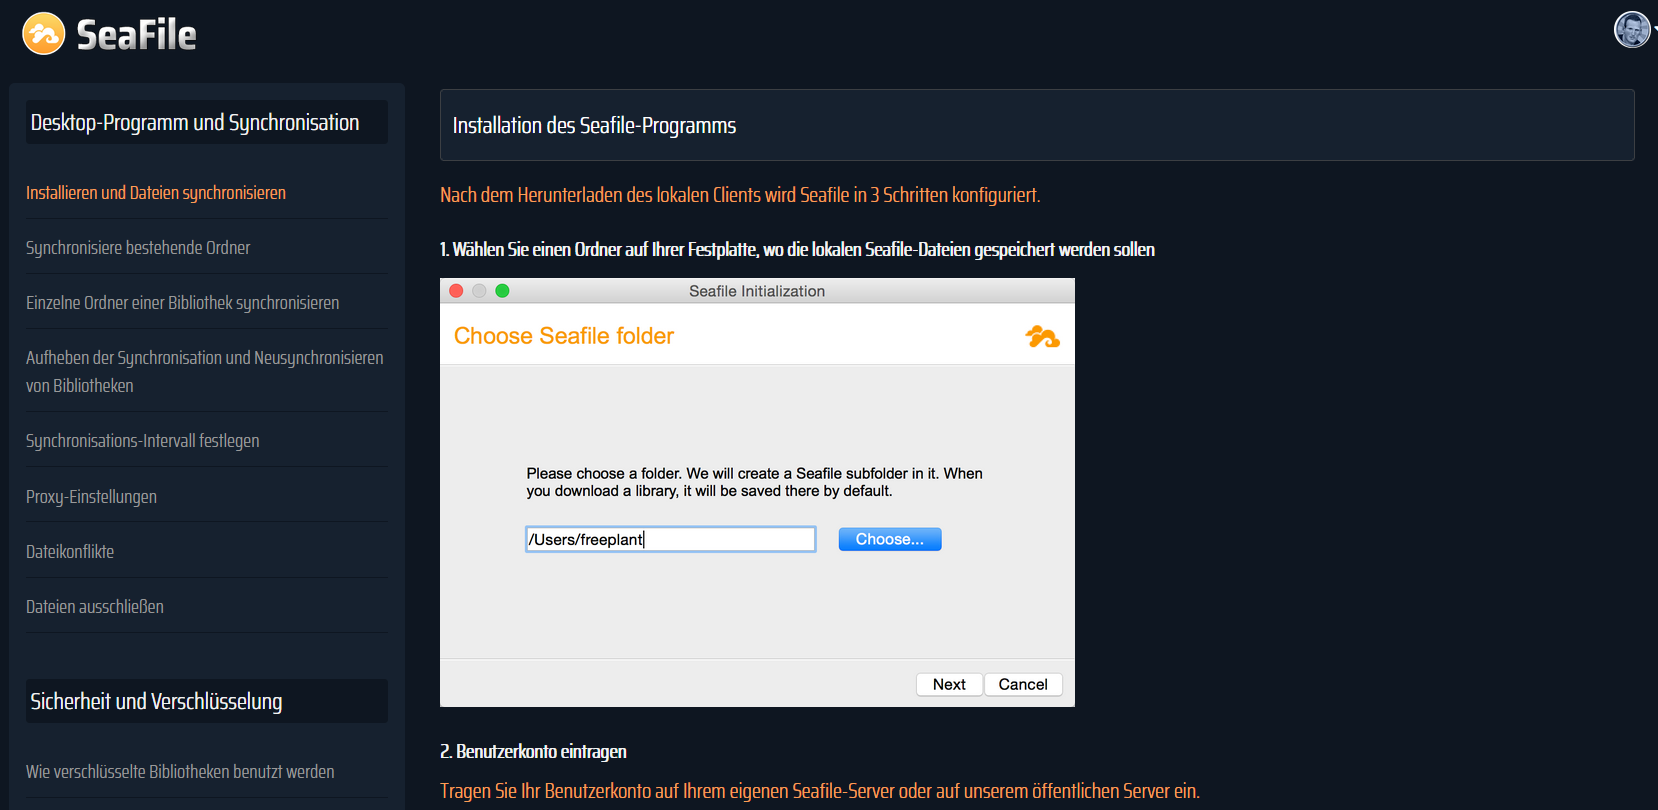 SeaFile
Desktop-Programm und Synchronisation
Installieren und Dateien synchronisieren
Synchronisiere bestehende Ordner
Einzelne Ordner einer Bibliothek synchronisieren
Aufheben der Synchronisation und Neusynchronisieren
von Bibliotheken
Synchronisations-Intervall festlegen
Proxy-Einstellungen
Dateikonflikte
Dateien ausschließen
Sicherheit und Verschlüsselung
Wie verschlüsselte Bibliotheken benutzt werden
Installation des Seafile-Programms
Nach dem Herunterladen des lokalen Clients wird Seafile in 3 Schritten konfiguriert.
1. Wählen Sie einen Ordner auf Ihrer Festplatte, wo die lokalen Seafile-Dateien gespeichert werden sollen
Seafile Initialization
Choose Seafile folder
Please choose a folder. We will create a Seafile subfolder in it. When
you download a library, it will be saved there by default.
/Users/freeplant
Choose...
Next
Cancel
2. Benutzerkonto eintragen
Tragen Sie Ihr Benutzerkonto auf Ihrem eigenen Seafile-Server oder auf unserem öffentlichen Server ein.